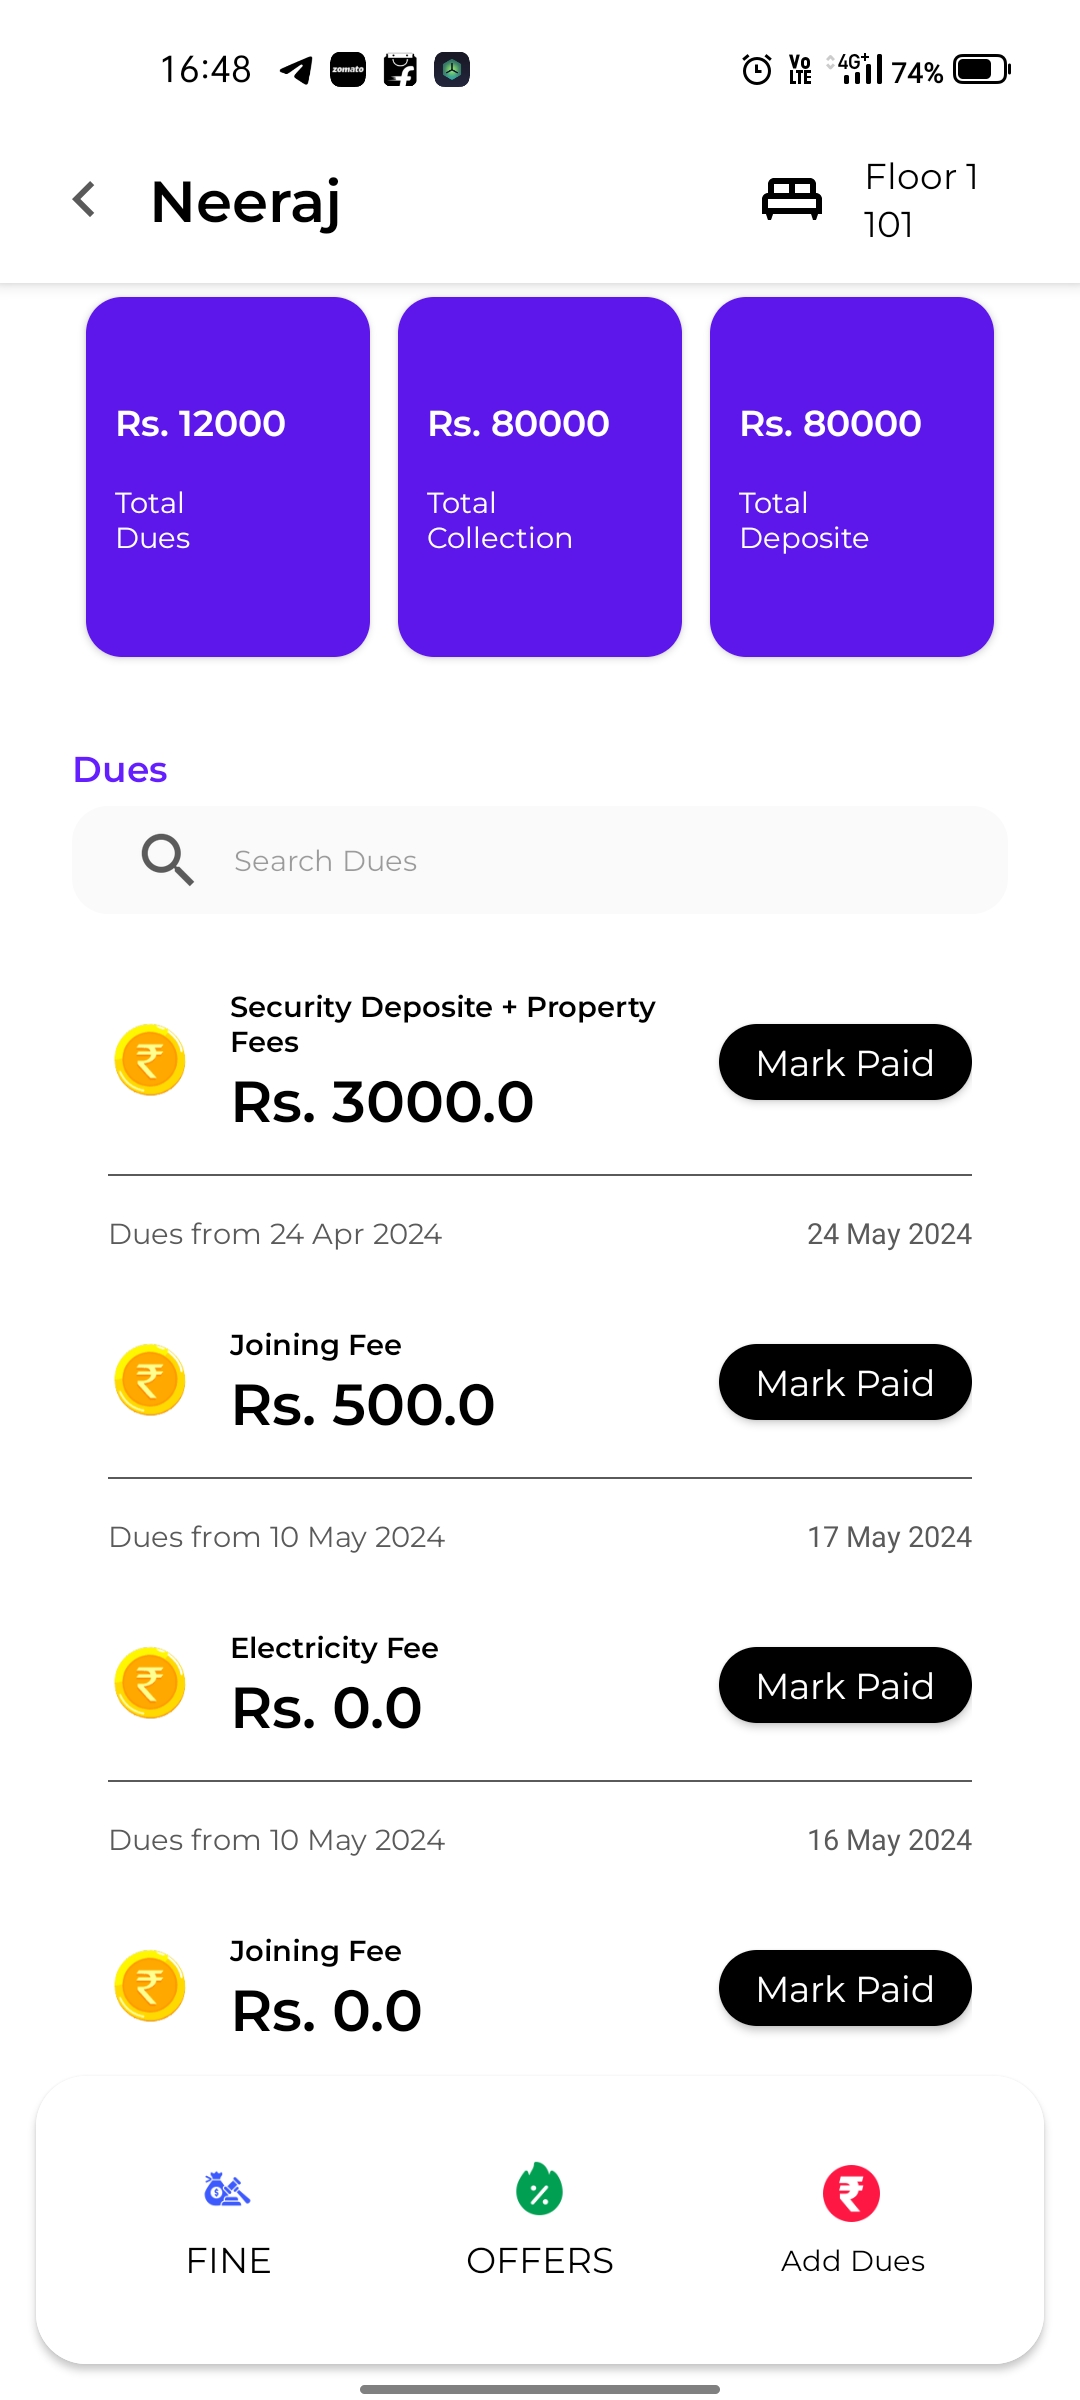 16:48 zomato Vo LTE 4G+ 74%
Neeraj
Floor 1
101
Rs. 12000
Total
Dues
Rs. 80000
Total
Collection
Rs. 80000
Total
Deposite
Dues
Search Dues
Security Deposite + Property
Fees
Rs. 3000.0
Mark Paid
Dues from 24 Apr 2024 24 May 2024
Joining Fee
Rs. 500.0
Mark Paid
Dues from 10 May 2024 17 May 2024
Electricity Fee
Rs. 0.0
Mark Paid
Dues from 10 May 2024 16 May 2024
Joining Fee
Rs. 0.0
Mark Paid
FINE
OFFERS
Add Dues